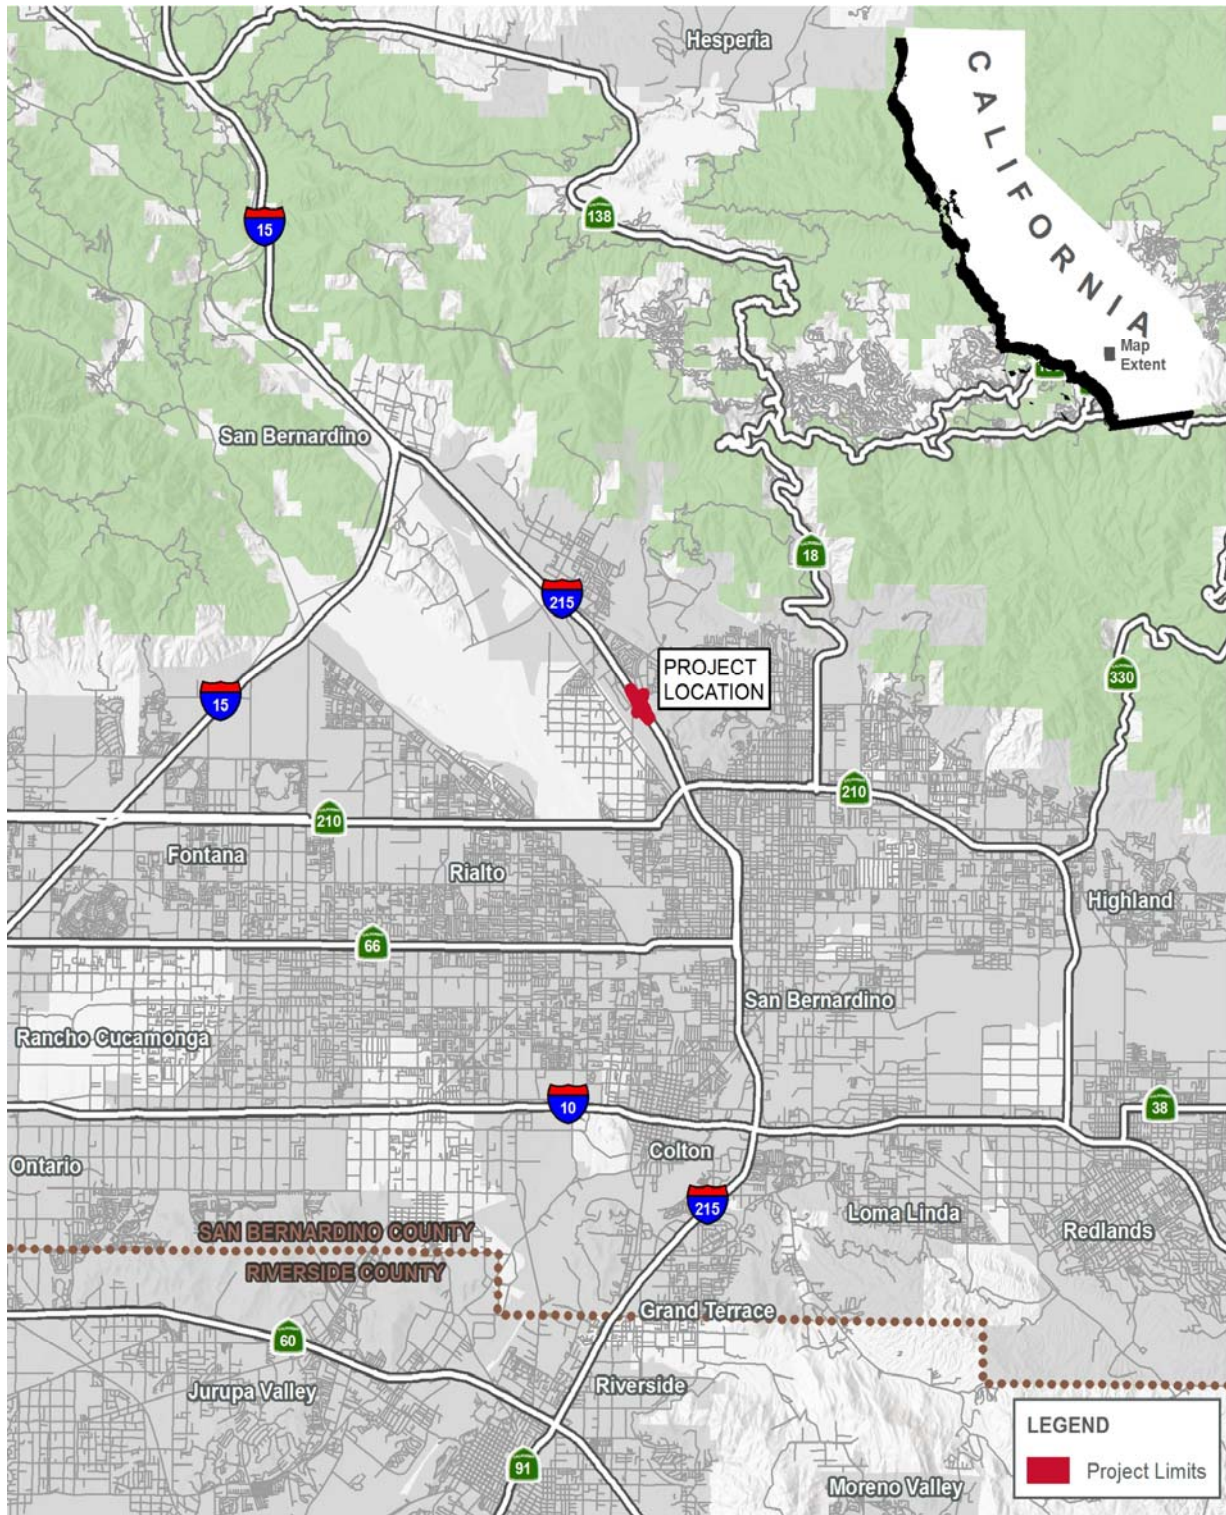 Hesperia
CALIFORNIA
Map
Extent
138
15
San Bernardino
18
215
PROJECT
LOCATION
330
15
210
210
Fontana
Rialto
Highland
66
San Bernardino
Rancho Cucamonga
10
38
Colton
Ontario
215
Loma Linda
Redlands
SAN BERNARDINO COUNTY
RIVERSIDE COUNTY
Grand Terrace
60
Jurupa Valley
Riverside
LEGEND
Project Limits
91
Moreno Valley